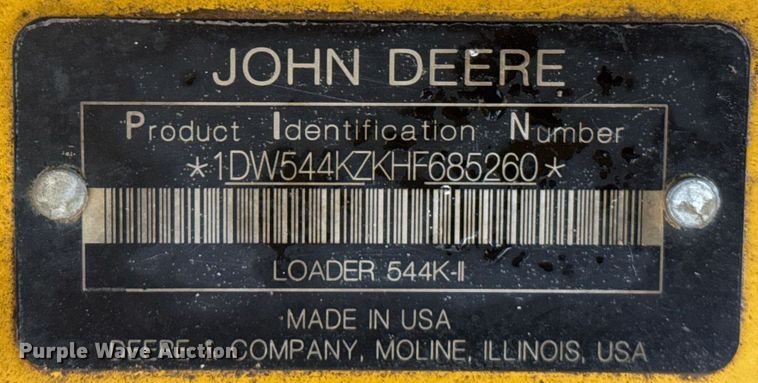 JOHN DEERE
Product Identification Number
*1DW544KZKHF685260*
LOADER 544K-II
MADE IN USA
DEERE & COMPANY, MOLINE, ILLINOIS, USA
Purple Wave Auction